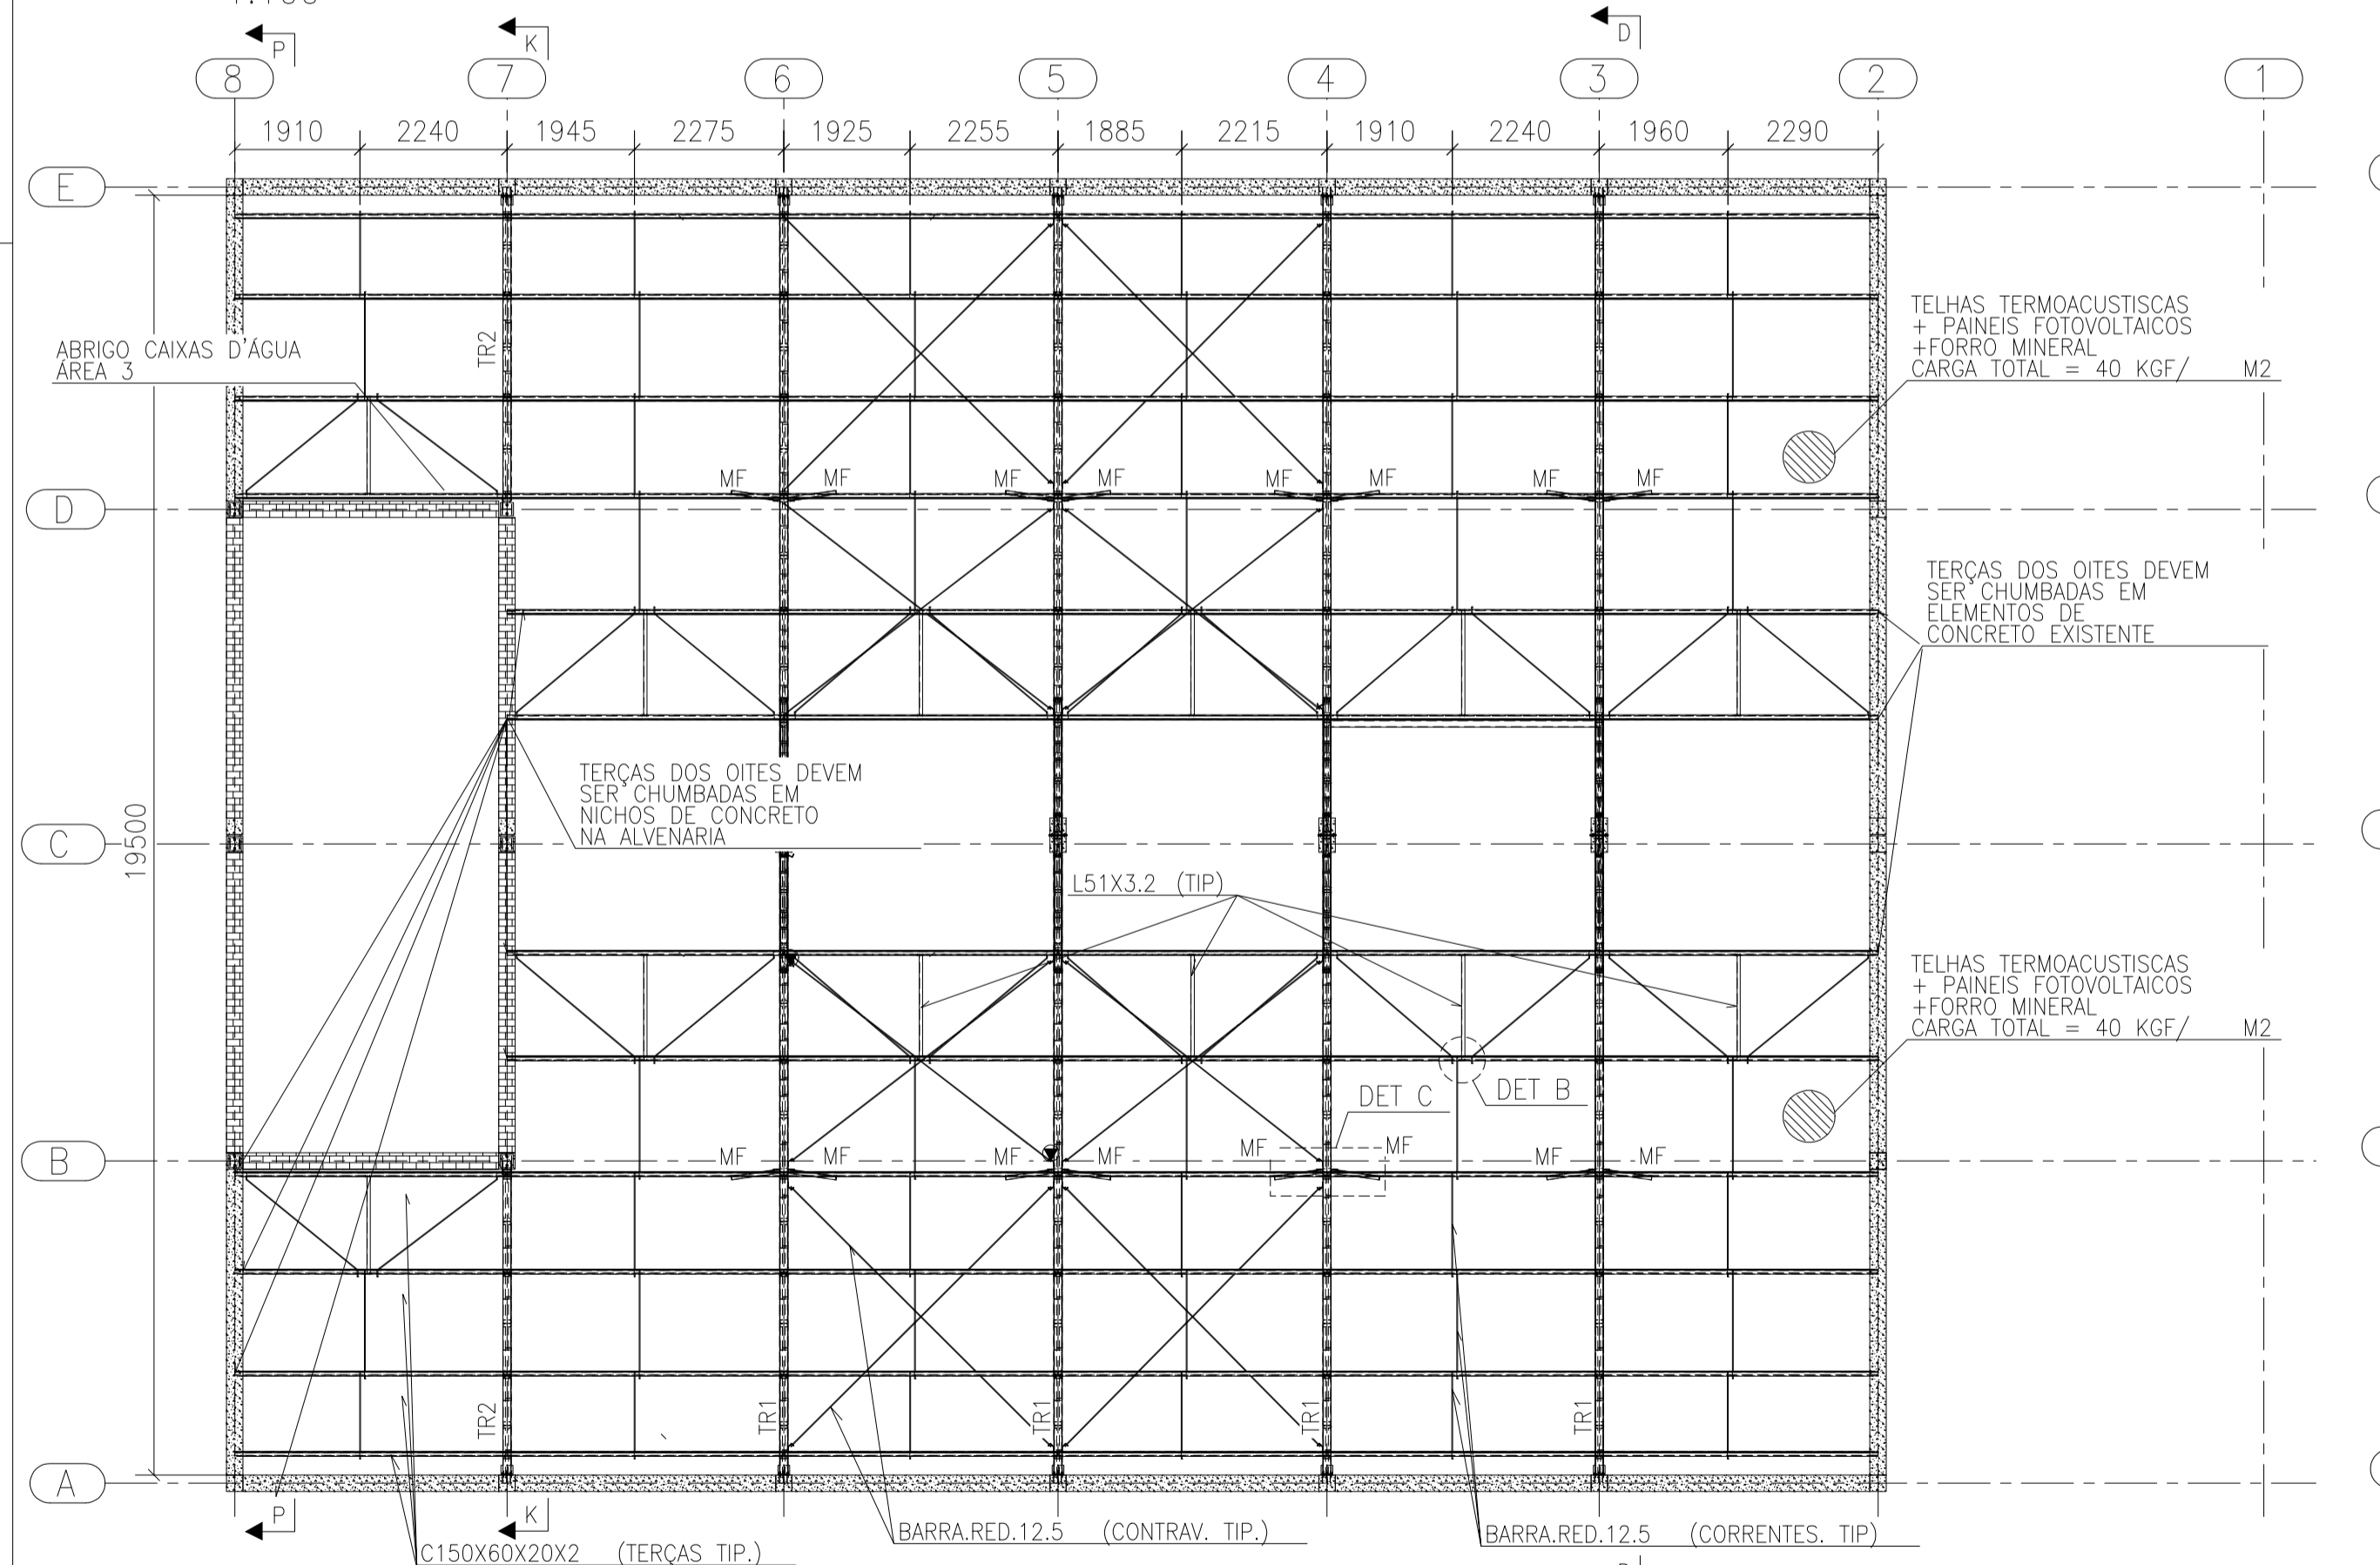 P
K
D
8
7
6
5
4
3
2
1
1910
2240
1945
2275
1925
2255
1885
2215
1910
2240
1960
2290
E
TR2
ABRIGO CAIXAS D'ÁGUA
ÁREA 3
TELHAS TERMOACUSTISCAS
+ PAINEIS FOTOVOLTAICOS
+FORRO MINERAL
CARGA TOTAL = 40 KGF/ M2
MF
MF
MF
MF
MF
MF
MF
MF
D
TERÇAS DOS OITES DEVEM
SER CHUMBADAS EM
ELEMENTOS DE
CONCRETO EXISTENTE
TERÇAS DOS OITES DEVEM
SER CHUMBADAS EM
NICHOS DE CONCRETO
NA ALVENARIA
19500
C
L51X3.2 (TIP)
TELHAS TERMOACUSTISCAS
+ PAINEIS FOTOVOLTAICOS
+FORRO MINERAL
CARGA TOTAL = 40 KGF/ M2
DET C
DET B
B
MF
MF
MF
MF
MF
MF
MF
MF
TR2
TR1
TR1
TR1
TR1
A
P
K
C150X60X20X2 (TERÇAS TIP.)
BARRA.RED.12.5 (CONTRAV. TIP.)
BARRA.RED.12.5 (CORRENTES. TIP)